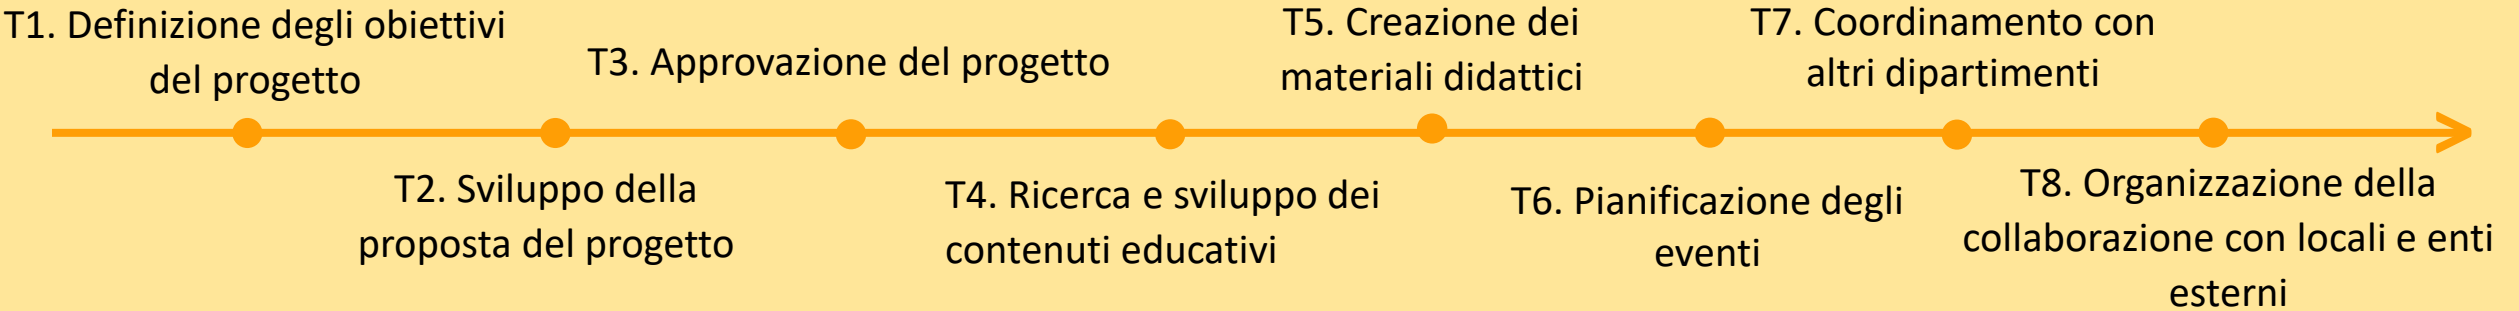 T1. Definizione degli obiettivi
del progetto
T2. Sviluppo della
proposta del progetto
T3. Approvazione del progetto
T4. Ricerca e sviluppo dei
contenuti educativi
T5. Creazione dei
materiali didattici
T6. Pianificazione degli
eventi
T7. Coordinamento con
altri dipartimenti
T8. Organizzazione della
collaborazione con locali e enti
esterni